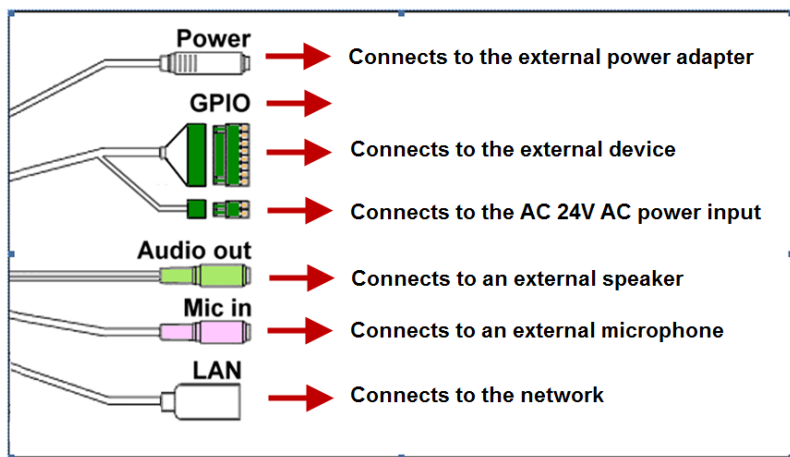 Power
Connects to the external power adapter
GPIO
Connects to the external device
Connects to the AC 24V AC power input
Audio out
Connects to an external speaker
Mic in
Connects to an external microphone
LAN
Connects to the network